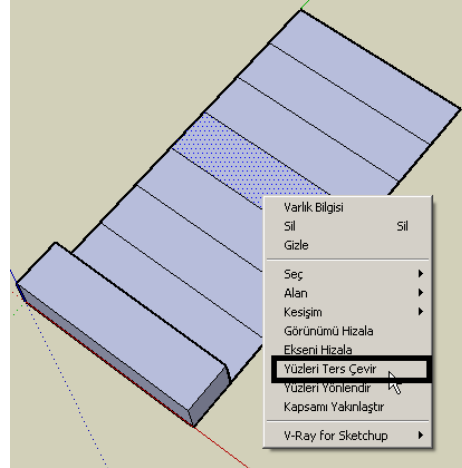 Varlık Bilgisi
Sil Sil
Gizle
Seç
Alan
Kesişim
Görünümü Hizala
Ekseni Hizala
Yüzleri Ters Çevir
Yüzleri Yönlendir
Kapsamı Yakınlaştır
V-Ray for Sketchup